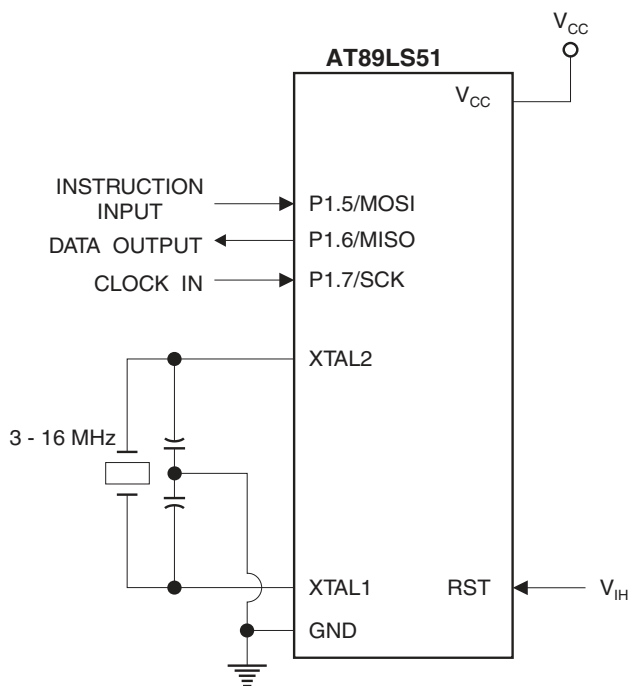 V_CC
AT89LS51
V_CC
INSTRUCTION
INPUT
P1.5/MOSI
DATA OUTPUT
P1.6/MISO
CLOCK IN
P1.7/SCK
XTAL2
3 - 16 MHz
XTAL1
RST
V_IH
GND